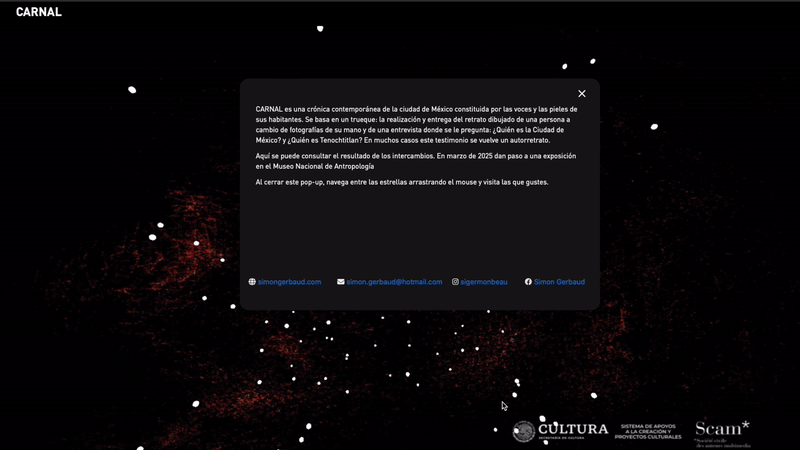 CARNAL
CARNAL es una crónica contemporánea de la ciudad de México constituida por las voces y las pieles de
sus habitantes. Se basa en un trueque: la realización y entrega del retrato dibujado de una persona a
cambio de fotografías de su mano y de una entrevista donde se le pregunta: ¿Quién es la Ciudad de
México? y ¿Quién es Tenochtitlan? En muchos casos este testimonio se vuelve un autorretrato.
Aquí se puede consultar el resultado de los intercambios. En marzo de 2025 dan paso a una exposición
en el Museo Nacional de Antropología
Al cerrar este pop-up, navega entre las estrellas arrastrando el mouse y visita las que gustes.
simongerbaud.com simon.gerbaud@hotmail.com sigermonbeau Simon Gerbaud
CULTURA
SECRETARÍA DE CULTURA
SISTEMA DE APOYOS
A LA CREACIÓN Y
PROYECTOS CULTURALES
Scam*
*Société civile
des auteurs multimedia